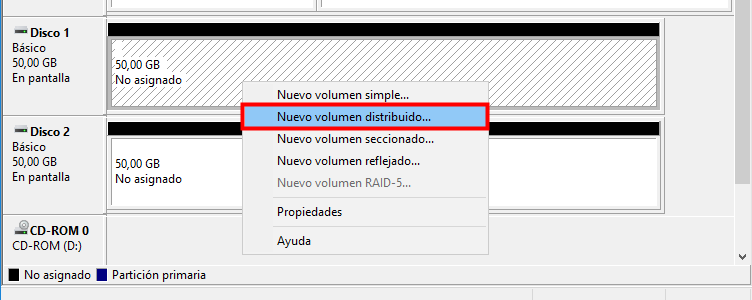 Disco 1
Básico
50,00 GB
En pantalla
50,00 GB
No asignado
Nuevo volumen simple...
Nuevo volumen distribuido...
Nuevo volumen seccionado...
Nuevo volumen reflejado...
Nuevo volumen RAID-5...
Propiedades
Ayuda
Disco 2
Básico
50,00 GB
En pantalla
50,00 GB
No asignado
CD-ROM 0
CD-ROM (D:)
No asignado
Partición primaria